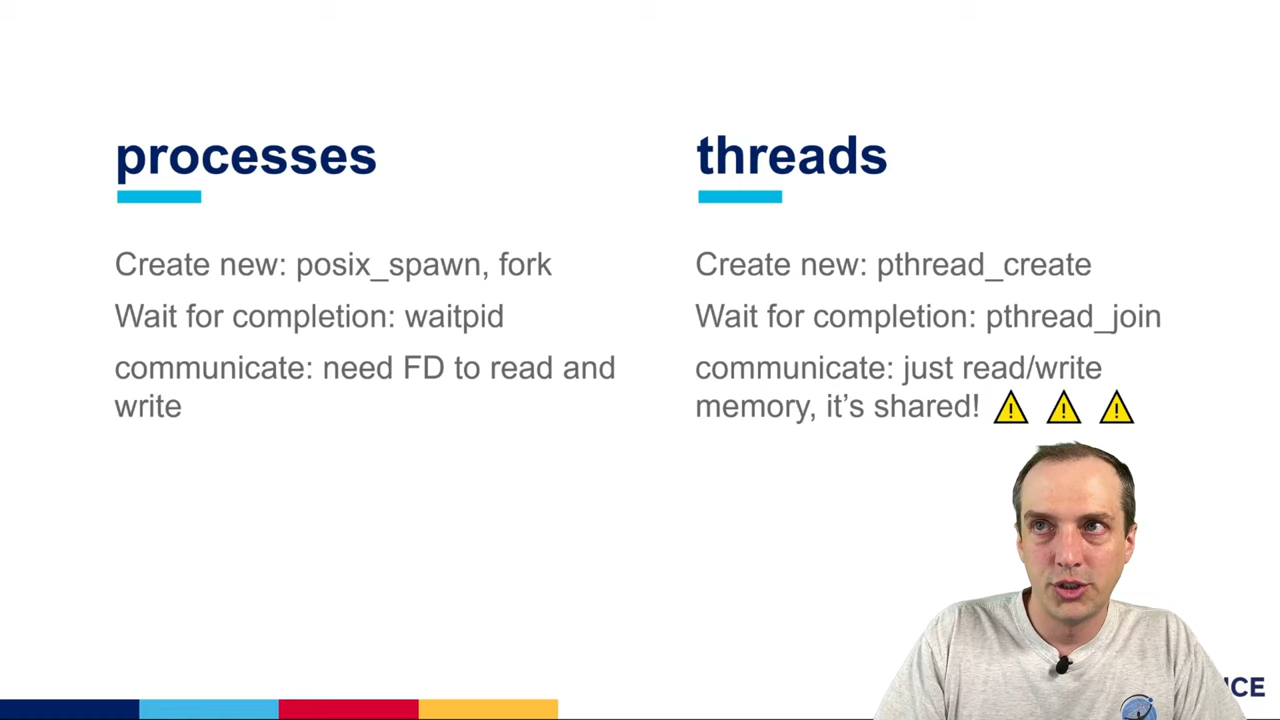 processes
Create new: posix_spawn, fork
Wait for completion: waitpid
communicate: need FD to read and
write
threads
Create new: pthread_create
Wait for completion: pthread_join
communicate: just read/write
memory, it’s shared!